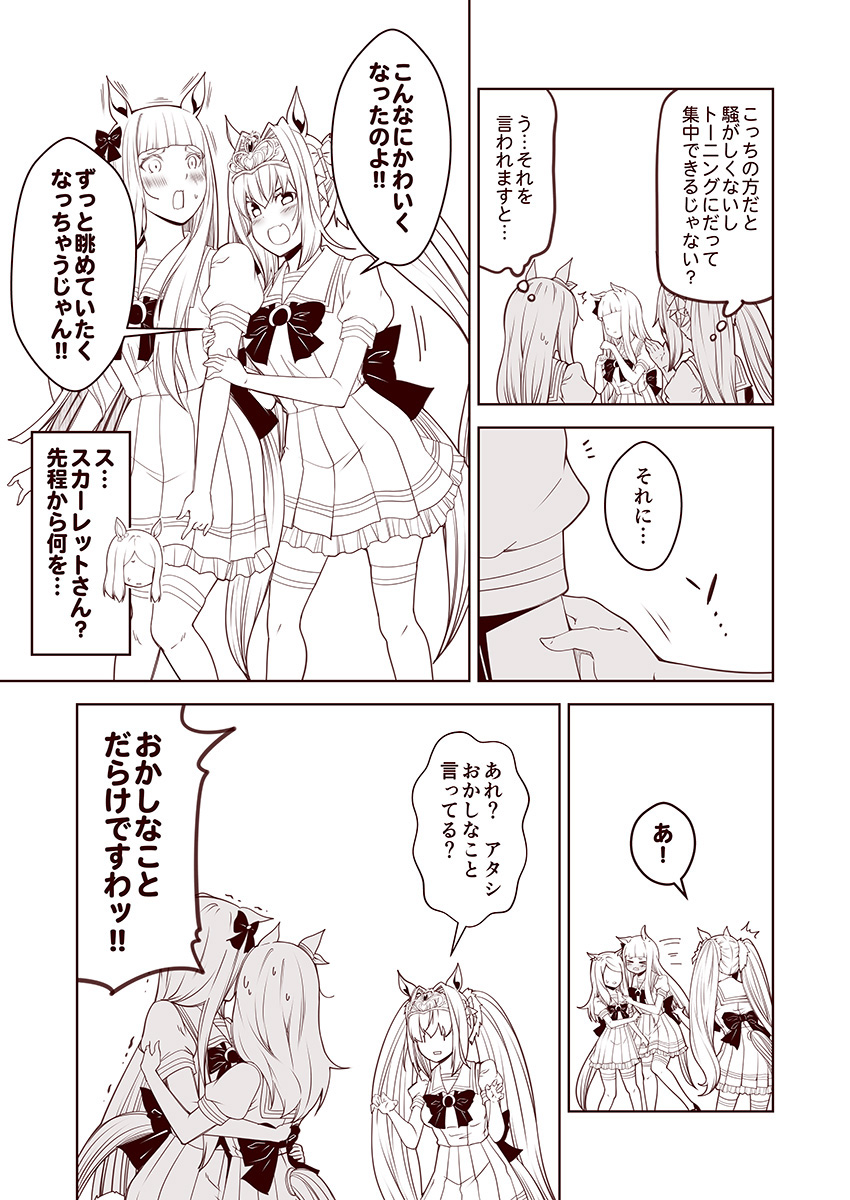 こっちの方だと
騒がしくないし
トーニングにだって
集中できるじゃない?
う…それを
言われますと…
それに…
こんなにかわいく
なったのよ!!
ずっと眺めていたく
なっちゃうじゃん!!
ス…
スカーレットさん?
先程から何を…
あ!
あれ? アタシ
おかしなこと
言ってる?
おかしなこと
だらけですわッ!!